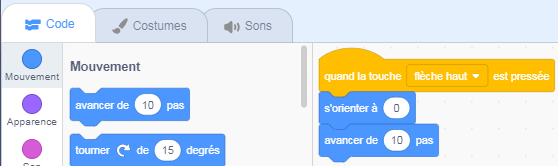 Code Costumes Sons
Mouvement
Apparence
Son
Mouvement
avancer de 10 pas
tourner de 15 degrés
quand la touche flèche haut est pressée
s'orienter à 0
avancer de 10 pas